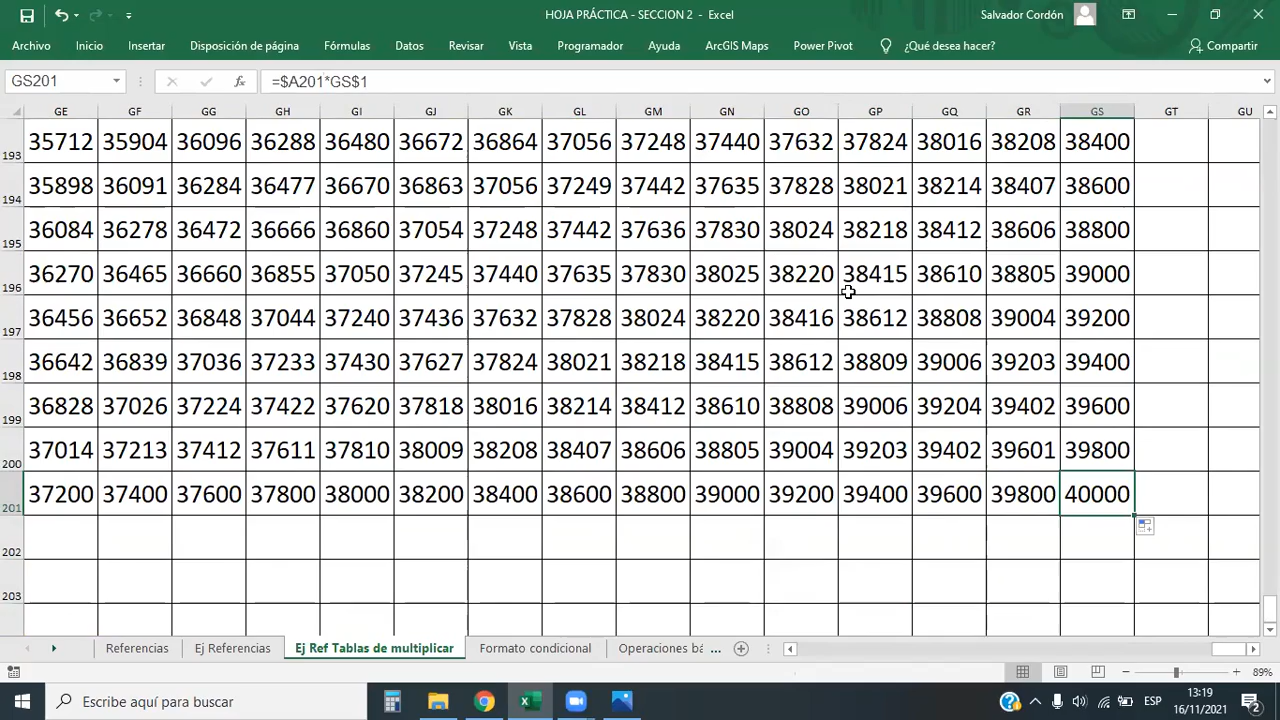 HOJA PRÁCTICA - SECCION 2 - Excel
Salvador Cordón
Archivo Inicio Insertar Disposición de página Fórmulas Datos Revisar Vista Programador Ayuda ArcGIS Maps Power Pivot ¿Qué desea hacer? Compartir
GS201 fx =$A201*GS$1
GE GF GG GH GI GJ GK GL GM GN GO GP GQ GR GS GT GU
193 35712 35904 36096 36288 36480 36672 36864 37056 37248 37440 37632 37824 38016 38208 38400
194 35898 36091 36284 36477 36670 36863 37056 37249 37442 37635 37828 38021 38214 38407 38600
195 36084 36278 36472 36666 36860 37054 37248 37442 37636 37830 38024 38218 38412 38606 38800
196 36270 36465 36660 36855 37050 37245 37440 37635 37830 38025 38220 38415 38610 38805 39000
197 36456 36652 36848 37044 37240 37436 37632 37828 38024 38220 38416 38612 38808 39004 39200
198 36642 36839 37036 37233 37430 37627 37824 38021 38218 38415 38612 38809 39006 39203 39400
199 36828 37026 37224 37422 37620 37818 38016 38214 38412 38610 38808 39006 39204 39402 39600
200 37014 37213 37412 37611 37810 38009 38208 38407 38606 38805 39004 39203 39402 39601 39800
201 37200 37400 37600 37800 38000 38200 38400 38600 38800 39000 39200 39400 39600 39800 40000
202
203
Referencias Ej Referencias Ej Ref Tablas de multiplicar Formato condicional Operaciones bá ...
89%
Escribe aquí para buscar
ESP 13:19
16/11/2021 2